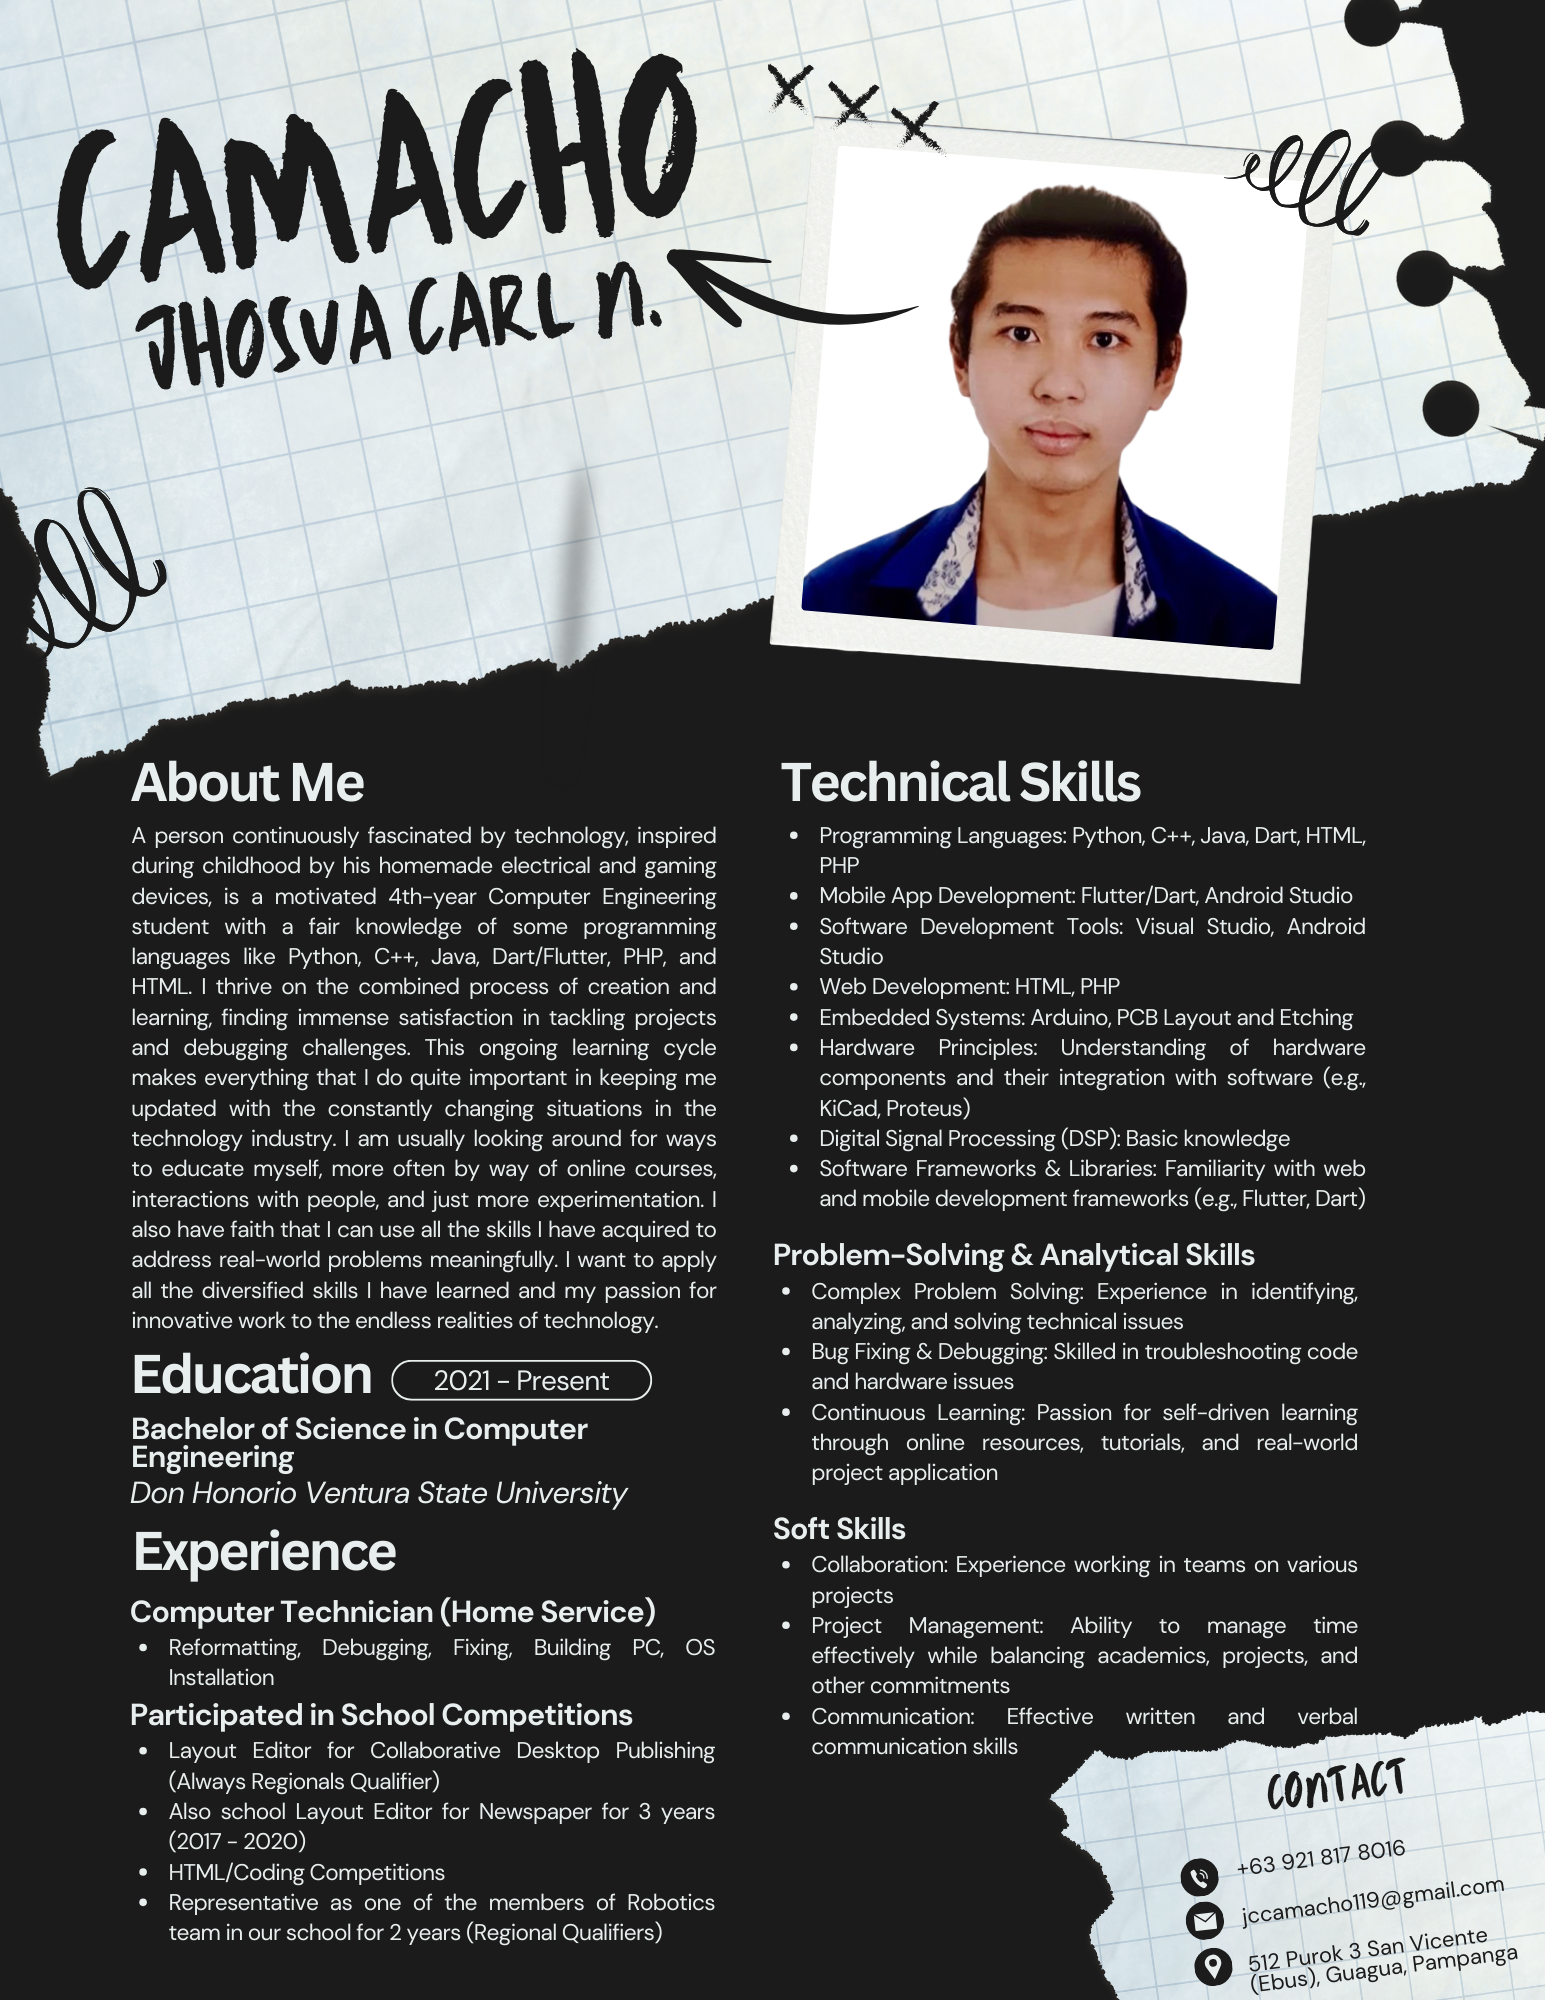 CAMACHO
JHOSUA CARL n.
About Me
A person continuously fascinated by technology, inspired
during childhood by his homemade electrical and gaming
devices, is a motivated 4th-year Computer Engineering
student with a fair knowledge of some programming
languages like Python, C++, Java, Dart/Flutter, PHP, and
HTML. I thrive on the combined process of creation and
learning, finding immense satisfaction in tackling projects
and debugging challenges. This ongoing learning cycle
makes everything that I do quite important in keeping me
updated with the constantly changing situations in the
technology industry. I am usually looking around for ways
to educate myself, more often by way of online courses,
interactions with people, and just more experimentation. I
also have faith that I can use all the skills I have acquired to
address real-world problems meaningfully. I want to apply
all the diversified skills I have learned and my passion for
innovative work to the endless realities of technology.
Education
2021 - Present
Bachelor of Science in Computer
Engineering
Don Honorio Ventura State University
Experience
Computer Technician (Home Service)
• Reformatting, Debugging, Fixing, Building PC, OS
Installation
Participated in School Competitions
• Layout Editor for Collaborative Desktop Publishing
(Always Regionals Qualifier)
• Also school Layout Editor for Newspaper for 3 years
(2017 - 2020)
• HTML/Coding Competitions
• Representative as one of the members of Robotics
team in our school for 2 years (Regional Qualifiers)
Technical Skills
• Programming Languages: Python, C++, Java, Dart, HTML,
PHP
• Mobile App Development: Flutter/Dart, Android Studio
• Software Development Tools: Visual Studio, Android
Studio
• Web Development: HTML, PHP
• Embedded Systems: Arduino, PCB Layout and Etching
• Hardware Principles: Understanding of hardware
components and their integration with software (e.g.,
KiCad, Proteus)
• Digital Signal Processing (DSP): Basic knowledge
• Software Frameworks & Libraries: Familiarity with web
and mobile development frameworks (e.g., Flutter, Dart)
Problem-Solving & Analytical Skills
• Complex Problem Solving: Experience in identifying,
analyzing, and solving technical issues
• Bug Fixing & Debugging: Skilled in troubleshooting code
and hardware issues
• Continuous Learning: Passion for self-driven learning
through online resources, tutorials, and real-world
project application
Soft Skills
• Collaboration: Experience working in teams on various
projects
• Project Management: Ability to manage time
effectively while balancing academics, projects, and
other commitments
• Communication: Effective written and verbal
communication skills
CONTACT
+63 921 817 8016
jccamacho119@gmail.com
512 Purok 3 San Vicente
(Ebus), Guagua, Pampanga